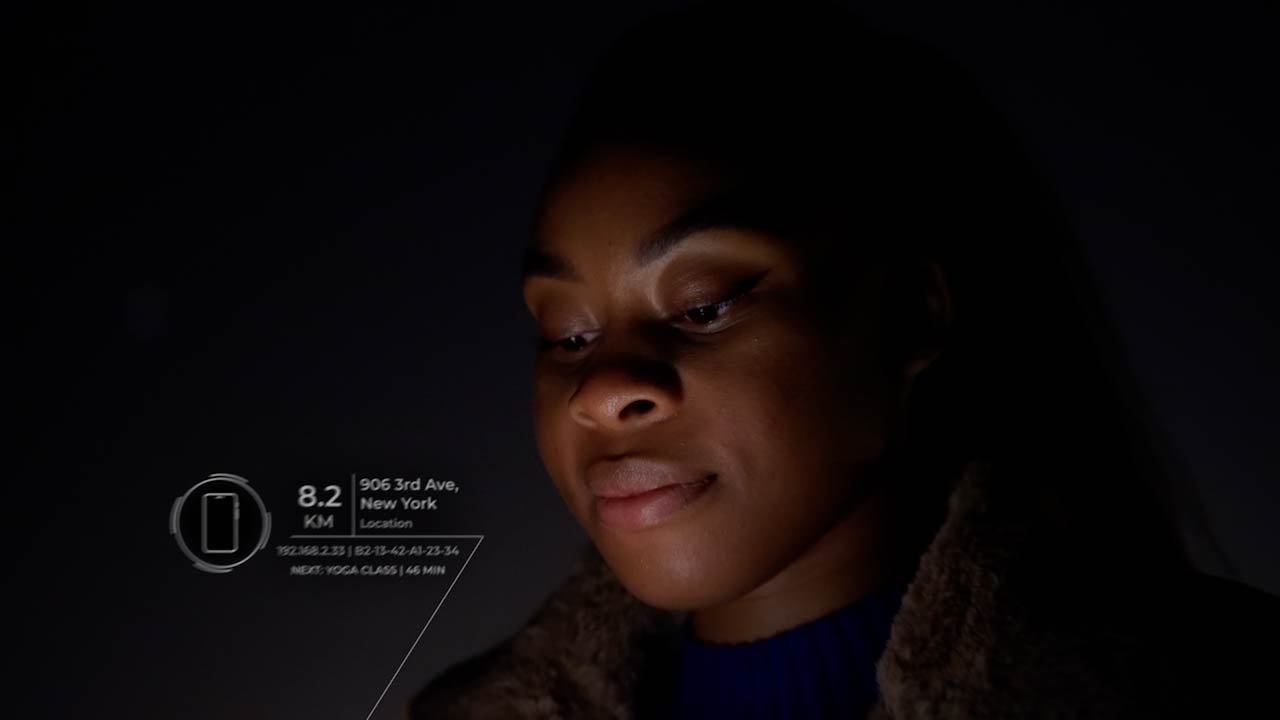 8.2
KM
906 3rd Ave,
New York
Location
192.168.2.33 | B2-13-42-A1-23-34
NEXT: YOGA CLASS | 46 MIN